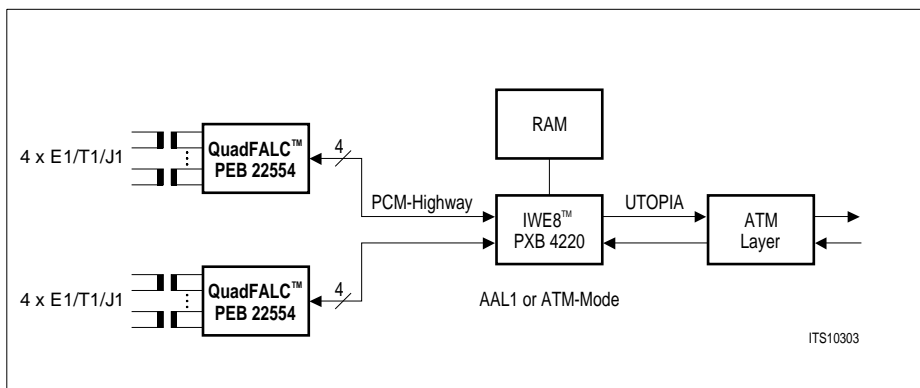 4 x E1/T1/J1
QuadFALC™
PEB 22554
4
PCM-Highway
RAM
IWE8™
PXB 4220
UTOPIA
ATM
Layer
4 x E1/T1/J1
QuadFALC™
PEB 22554
4
AAL1 or ATM-Mode
ITS10303